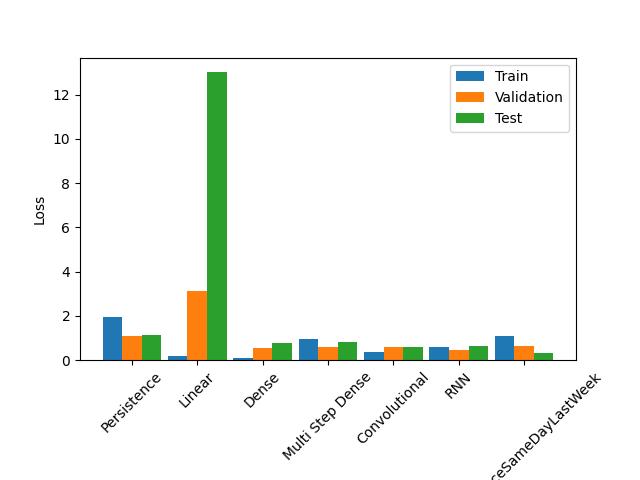 Train
Validation
Test
Loss
12
10
8
6
4
2
0
Persistence
Linear
Dense
Multi Step Dense
Convolutional
RNN
ceSameDayLastWeek